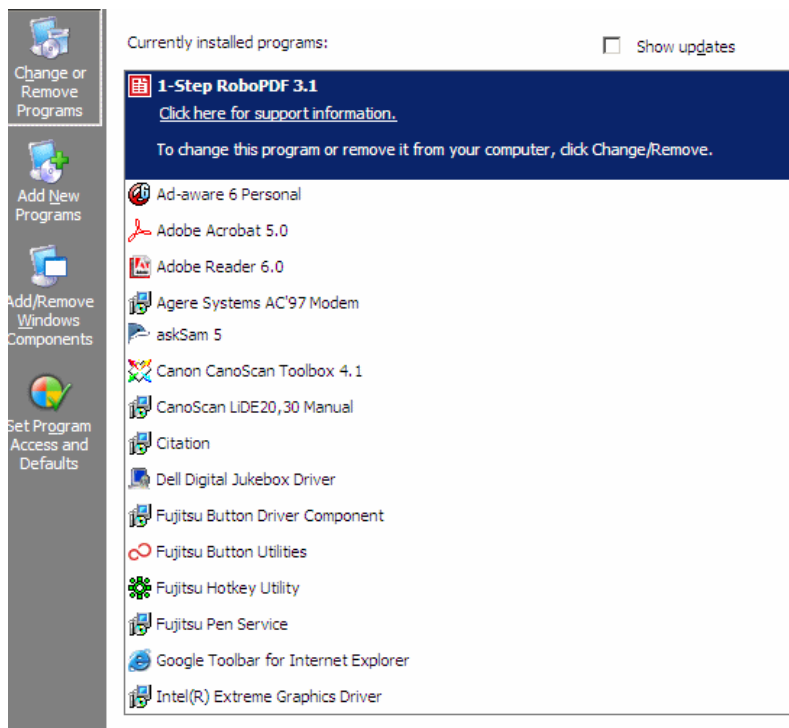 Change or
Remove
Programs
Add New
Programs
Add/Remove
Windows
Components
Set Program
Access and
Defaults
Currently installed programs:
Show updates
1-Step RoboPDF 3.1
Click here for support information.
To change this program or remove it from your computer, click Change/Remove.
Ad-aware 6 Personal
Adobe Acrobat 5.0
Adobe Reader 6.0
Agere Systems AC'97 Modem
askSam 5
Canon CanoScan Toolbox 4.1
CanoScan LiDE20,30 Manual
Citation
Dell Digital Jukebox Driver
Fujitsu Button Driver Component
Fujitsu Button Utilities
Fujitsu Hotkey Utility
Fujitsu Pen Service
Google Toolbar for Internet Explorer
Intel(R) Extreme Graphics Driver